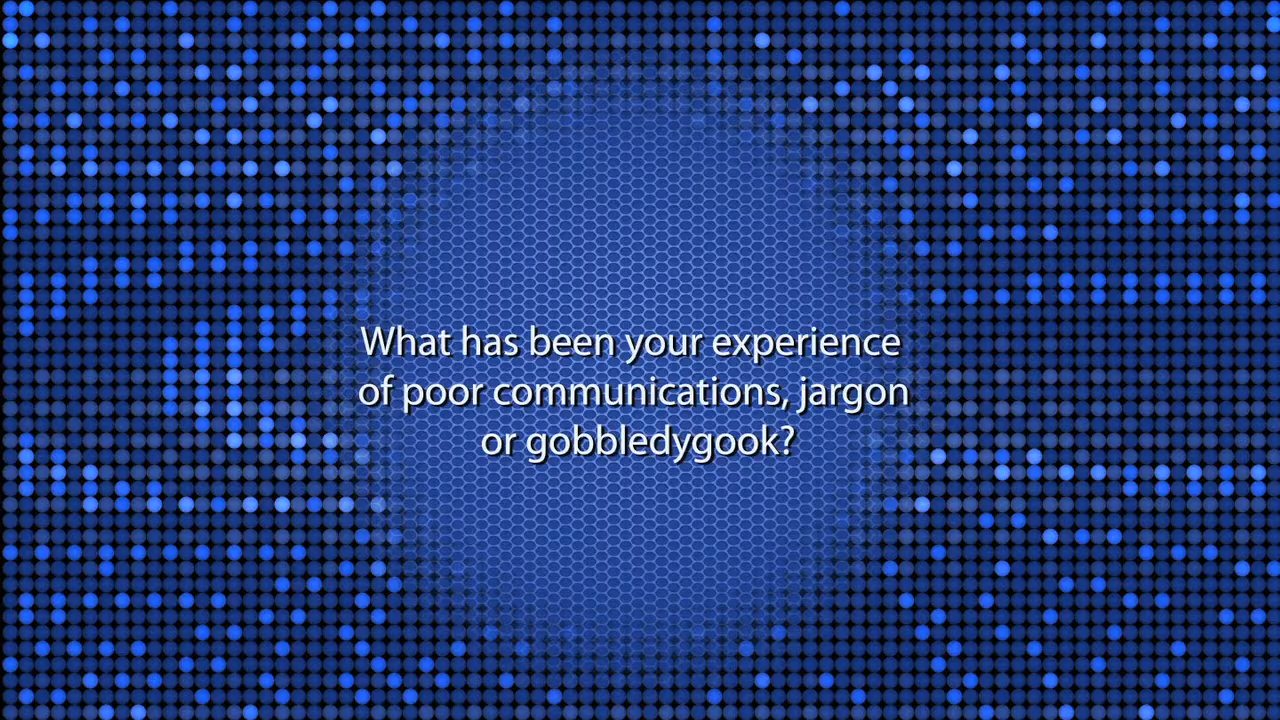 What has been your experience
of poor communications, jargon
or gobbledygook?